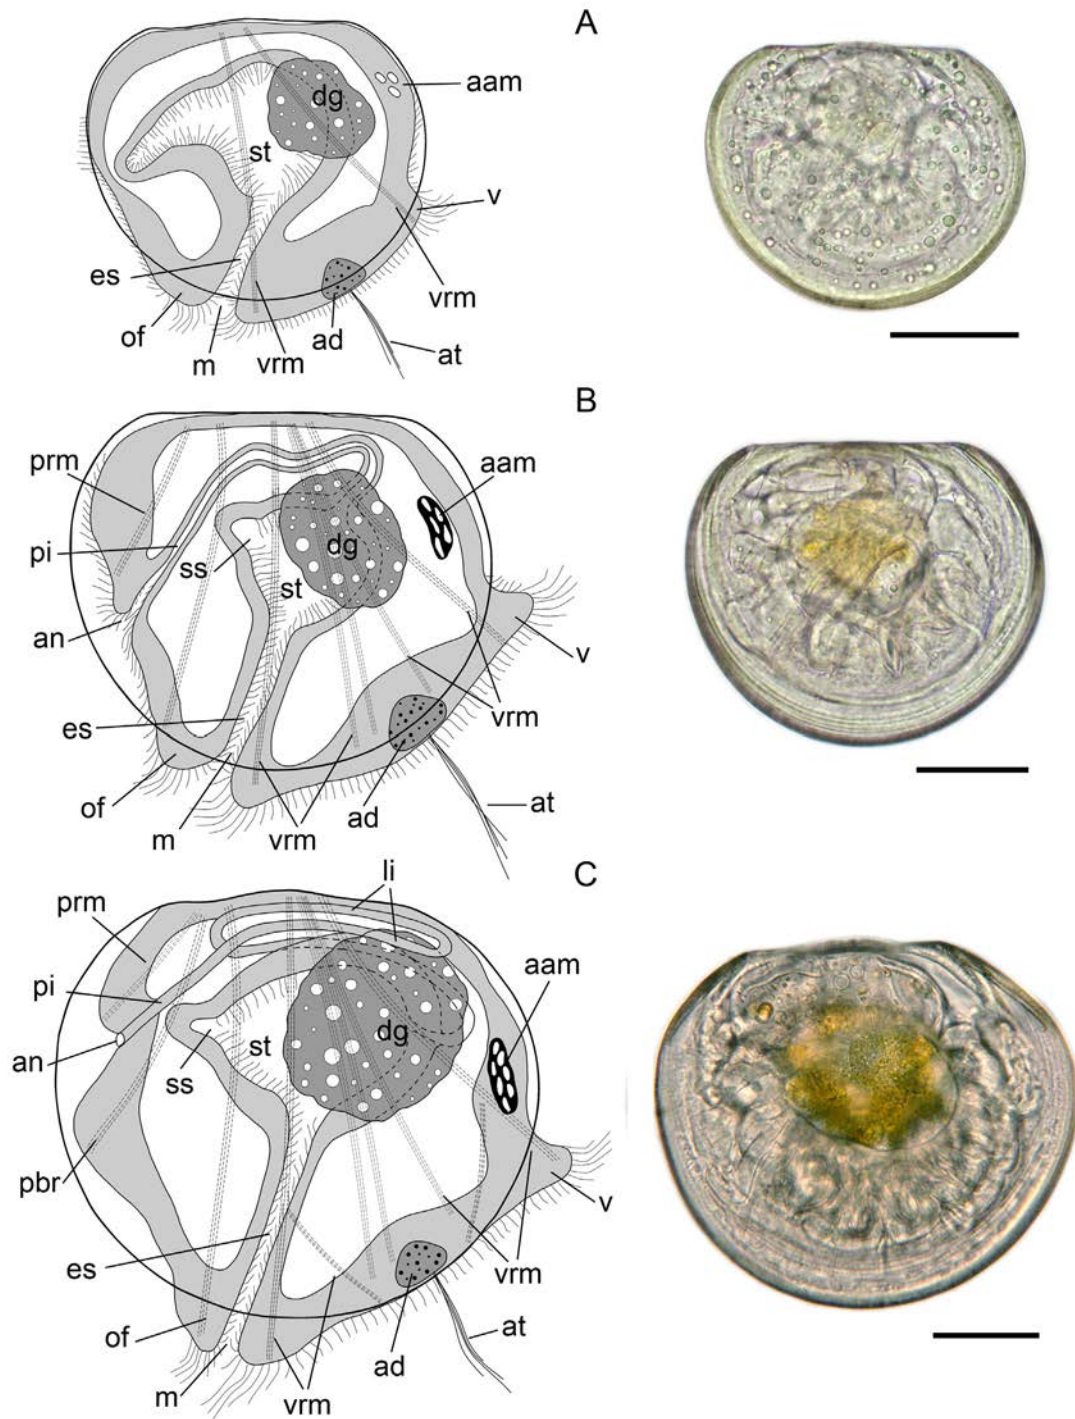 A
dg
aam
st
v
es
vrm
of
ad
m
vrm
at
B
prm
aam
dg
pi
ss
st
an
v
es
vrm
of
ad
at
m
vrm
C
li
prm
aam
pi
dg
st
an
ss
pbr
v
es
vrm
of
at
ad
m
vrm